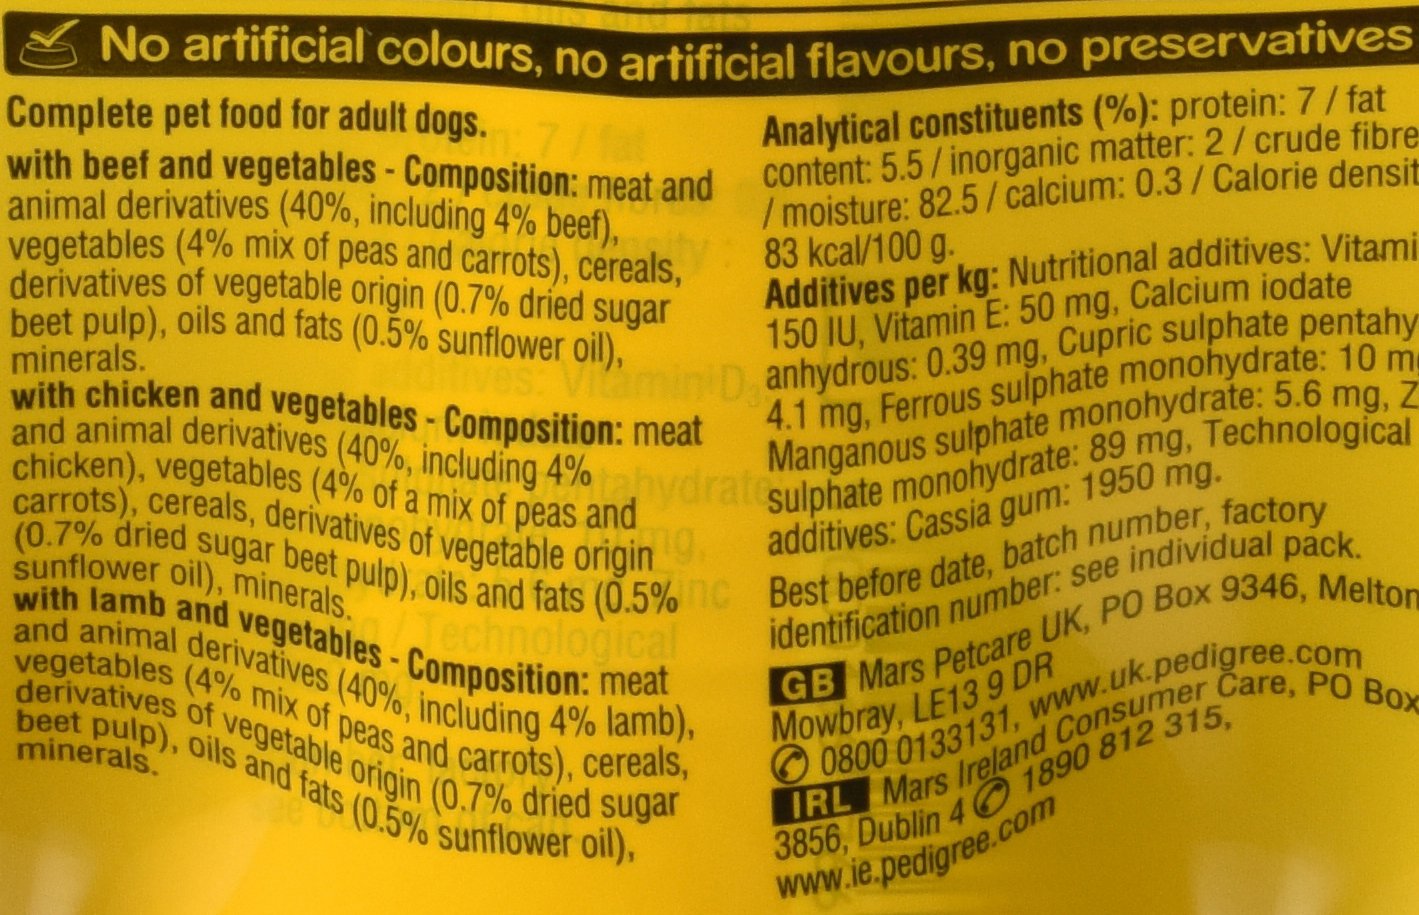 No artificial colours, no artificial flavours, no preservatives
Complete pet food for adult dogs.
with beef and vegetables - Composition: meat and
animal derivatives (40%, including 4% beef),
vegetables (4% mix of peas and carrots), cereals,
derivatives of vegetable origin (0.7% dried sugar
beet pulp), oils and fats (0.5% sunflower oil),
minerals.
with chicken and vegetables - Composition: meat
and animal derivatives (40%, including 4%
chicken), vegetables (4% of a mix of peas and
carrots), cereals, derivatives of vegetable origin
(0.7% dried sugar beet pulp), oils and fats (0.5%
sunflower oil), minerals.
with lamb and vegetables - Composition: meat
and animal derivatives (40%, including 4% lamb),
vegetables (4% mix of peas and carrots), cereals,
derivatives of vegetable origin (0.7% dried sugar
beet pulp), oils and fats (0.5% sunflower oil),
minerals.
Analytical constituents (%): protein: 7 / fat
content: 5.5 / inorganic matter: 2 / crude fibre
/ moisture: 82.5 / calcium: 0.3 / Calorie densit
83 kcal/100 g.
Additives per kg: Nutritional additives: Vitami
150 IU, Vitamin E: 50 mg, Calcium iodate
anhydrous: 0.39 mg, Cupric sulphate pentahy
4.1 mg, Ferrous sulphate monohydrate: 10 m
Manganous sulphate monohydrate: 5.6 mg, Z
sulphate monohydrate: 89 mg, Technological
additives: Cassia gum: 1950 mg.
Best before date, batch number, factory
identification number: see individual pack.
GB Mars Petcare UK, PO Box 9346, Melton
Mowbray, LE13 9 DR
0800 0133131, www.uk.pedigree.com
IRL Mars Ireland Consumer Care, PO Box
3856, Dublin 4 1890 812 315,
www.ie.pedigree.com